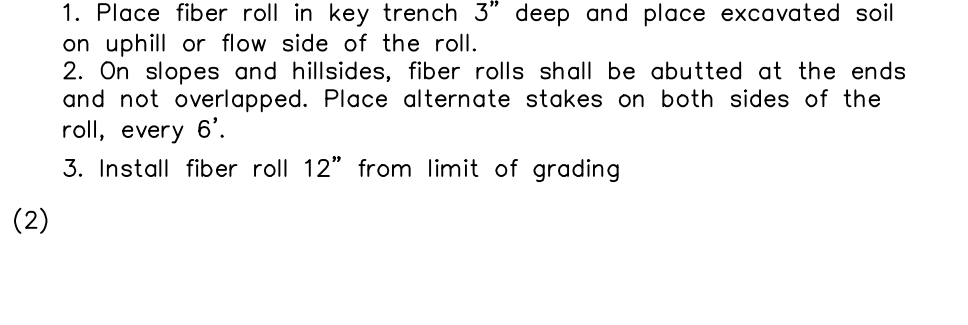 1. Place fiber roll in key trench 3” deep and place excavated soil
on uphill or flow side of the roll.
2. On slopes and hillsides, fiber rolls shall be abutted at the ends
and not overlapped. Place alternate stakes on both sides of the
roll, every 6’.
3. Install fiber roll 12” from limit of grading
(2)